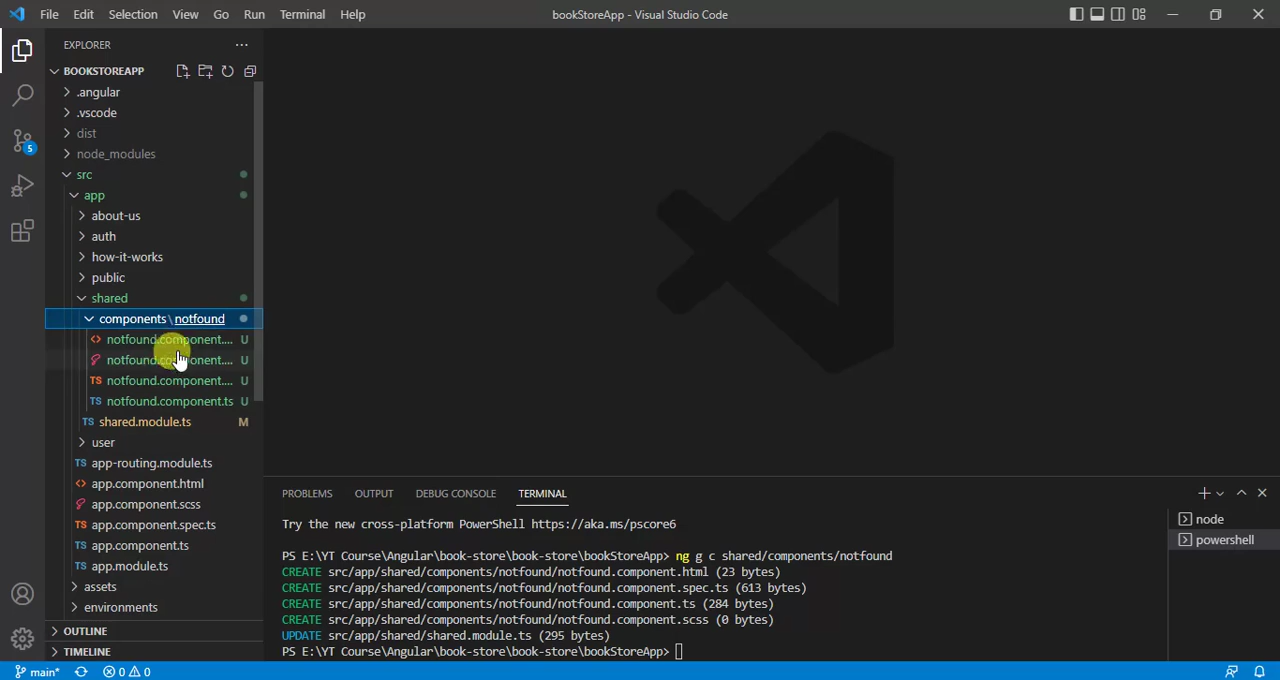 File Edit Selection View Go Run Terminal Help
bookStoreApp - Visual Studio Code
EXPLORER
BOOKSTOREAPP
.angular
.vscode
dist
node_modules
src
app
about-us
auth
how-it-works
public
shared
components\notfound
notfound.component.... U
notfound.component.... U
notfound.component.... U
notfound.component.ts U
shared.module.ts M
user
app-routing.module.ts
app.component.html
app.component.scss
app.component.spec.ts
app.component.ts
app.module.ts
assets
environments
OUTLINE
TIMELINE
5
PROBLEMS OUTPUT DEBUG CONSOLE TERMINAL
Try the new cross-platform PowerShell https://aka.ms/pscore6
PS E:\YT Course\Angular\book-store\book-store\bookStoreApp> ng g c shared/components/notfound
CREATE src/app/shared/components/notfound/notfound.component.html (23 bytes)
CREATE src/app/shared/components/notfound/notfound.component.spec.ts (613 bytes)
CREATE src/app/shared/components/notfound/notfound.component.ts (284 bytes)
CREATE src/app/shared/components/notfound/notfound.component.scss (0 bytes)
UPDATE src/app/shared/shared.module.ts (295 bytes)
PS E:\YT Course\Angular\book-store\book-store\bookStoreApp>
node
powershell
main* 0 0